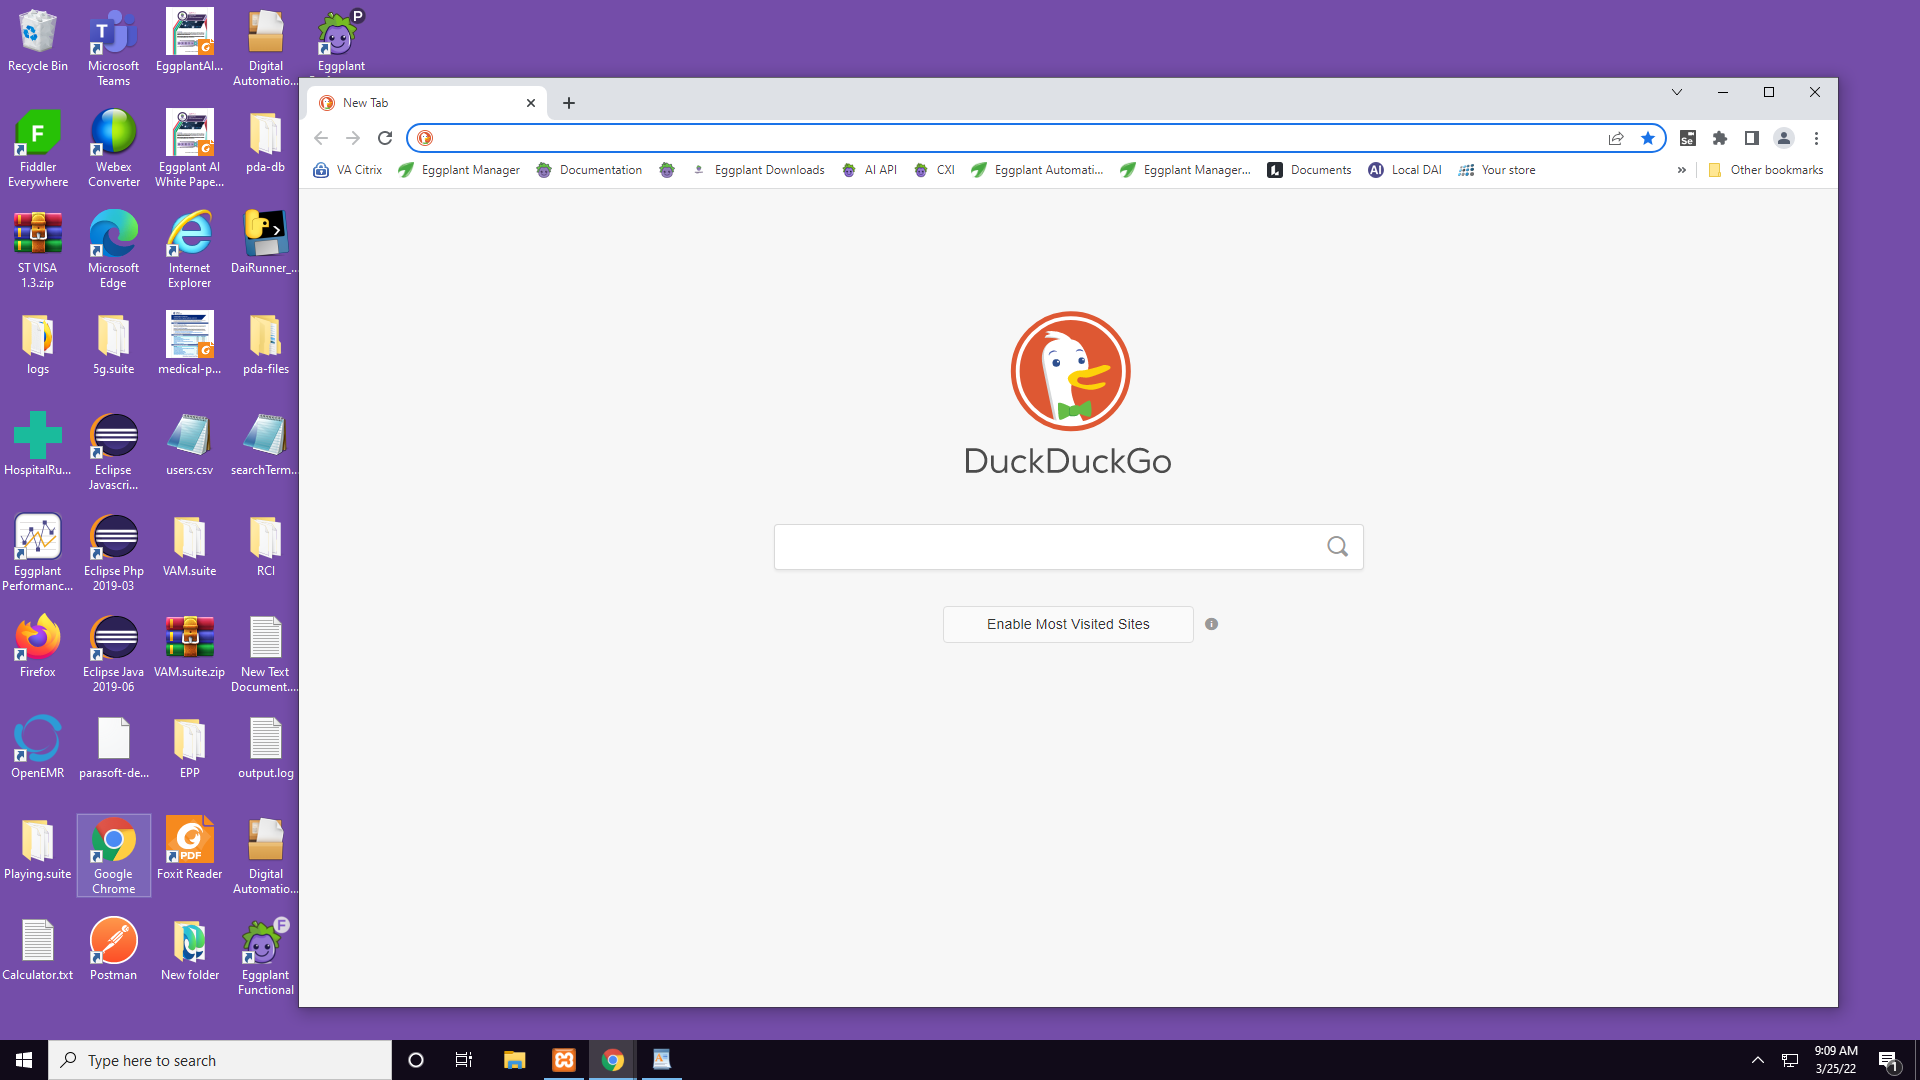 Recycle Bin
Microsoft
Teams
EggplantAI...
Digital
Automatio...
P
Eggplant
Fiddler
Everywhere
Webex
Converter
Eggplant AI
White Pape...
pda-db
ST VISA
1.3.zip
Microsoft
Edge
Internet
Explorer
DaiRunner_...
logs
5g.suite
medical-p...
pda-files
HospitalRu...
Eclipse
Javascri...
users.csv
searchTerm...
Eggplant
Performanc...
Eclipse Php
2019-03
VAM.suite
RCI
Firefox
Eclipse Java
2019-06
VAM.suite.zip
New Text
Document....
OpenEMR
parasoft-de...
EPP
output.log
Playing.suite
Google
Chrome
PDF
Foxit Reader
Digital
Automatio...
Calculator.txt
Postman
New folder
F
Eggplant
Functional
New Tab
Se
VA Citrix
Eggplant Manager
Documentation
Eggplant Downloads
AI API
CXI
Eggplant Automati...
Eggplant Manager...
Documents
AI
Local DAI
Your store
»
Other bookmarks
DuckDuckGo
Enable Most Visited Sites
Type here to search
9:09 AM
3/25/22
1